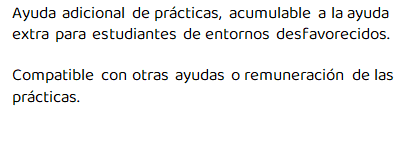 Ayuda adicional de prácticas, acumulable a la ayuda
extra para estudiantes de entornos desfavorecidos.
Compatible con otras ayudas o remuneración de las
prácticas.